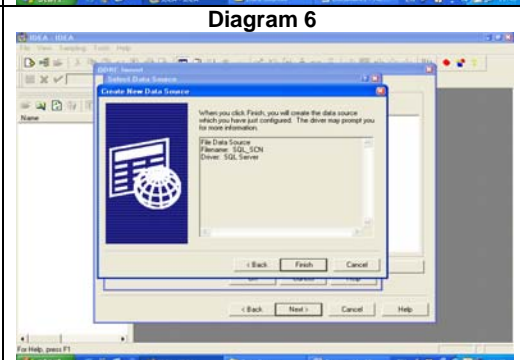 Diagram 6
IDEA - IDEA
File View Sampling Tools Help
ODBC Import
Select Data Source
Create New Data Source
Name
When you click Finish, you will create the data source
which you have just configured. The driver may prompt you
for more information.
File Data Source
Filename: SQL_SCN
Driver: SQL Server
< Back Finish Cancel
< Back Next > Cancel Help
For Help, press F1